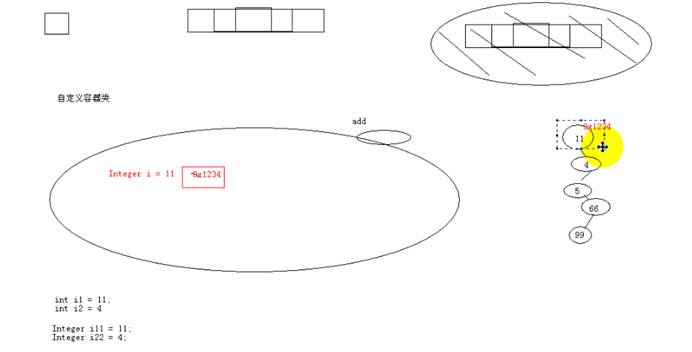 自定义容器类
add
0x1234
11
Integer i = 11
0x1234
4
5
66
99
int i1 = 11;
int i2 = 4
Integer i11 = 11;
Integer i22 = 4;